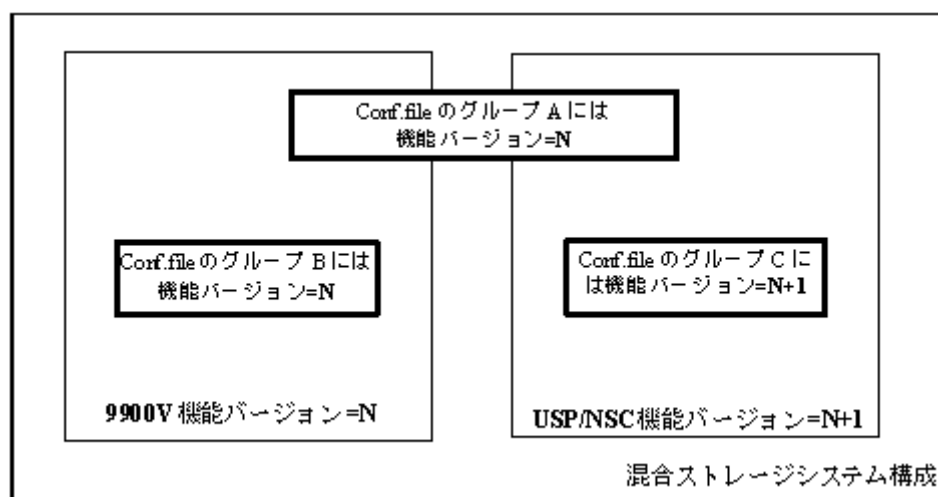 Conf.file のグループ A には
機能バージョン=N
Conf.file のグループ B には
機能バージョン=N
Conf.file のグループ C に
は機能バージョン=N+1
9900V 機能バージョン=N
USP/NSC 機能バージョン=N+1
混合ストレージシステム構成